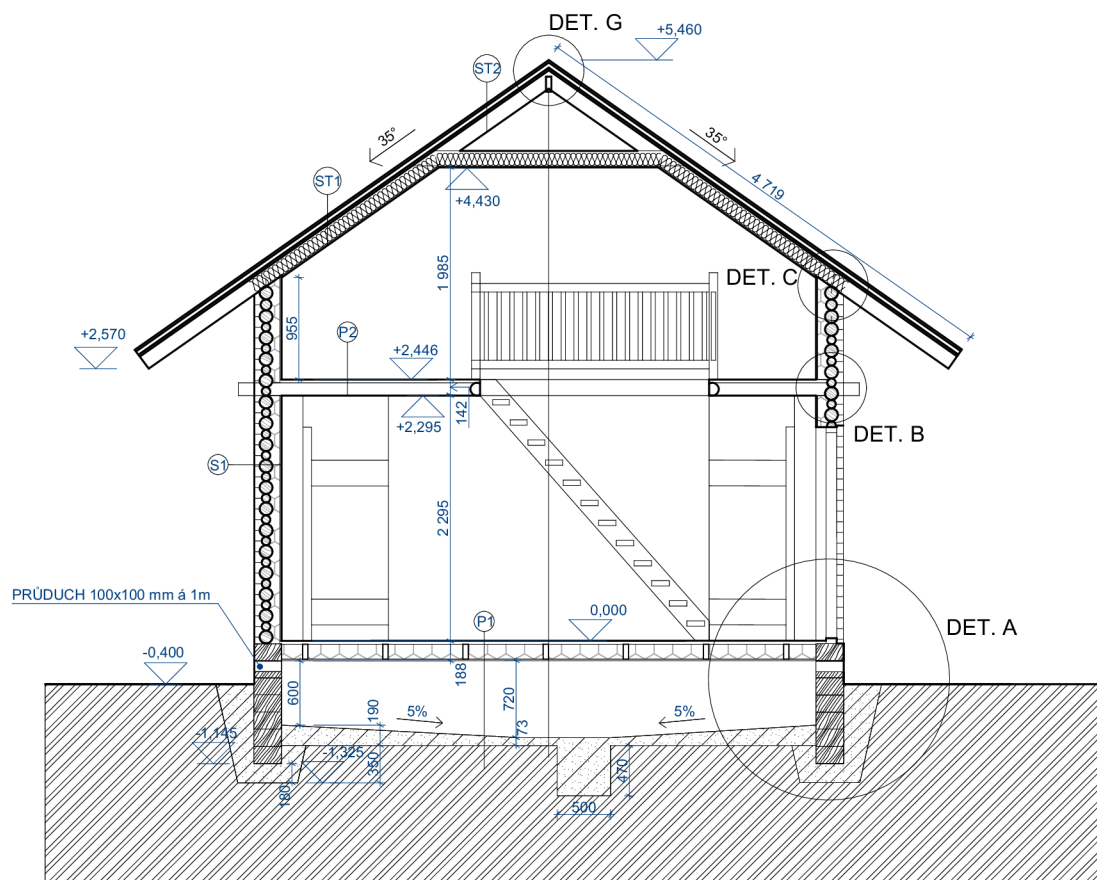 DET. G
+5,460
ST2
35°
35°
ST1
4 719
+4,430
1 985
DET. C
955
+2,570
P2
+2,446
142
+2,295
DET. B
S1
2 295
PRŮDUCH 100x100 mm á 1m
P1
0,000
DET. A
-0,400
188
600
720
190
5%
5%
73
-1,145
-1,325
350
470
180
500